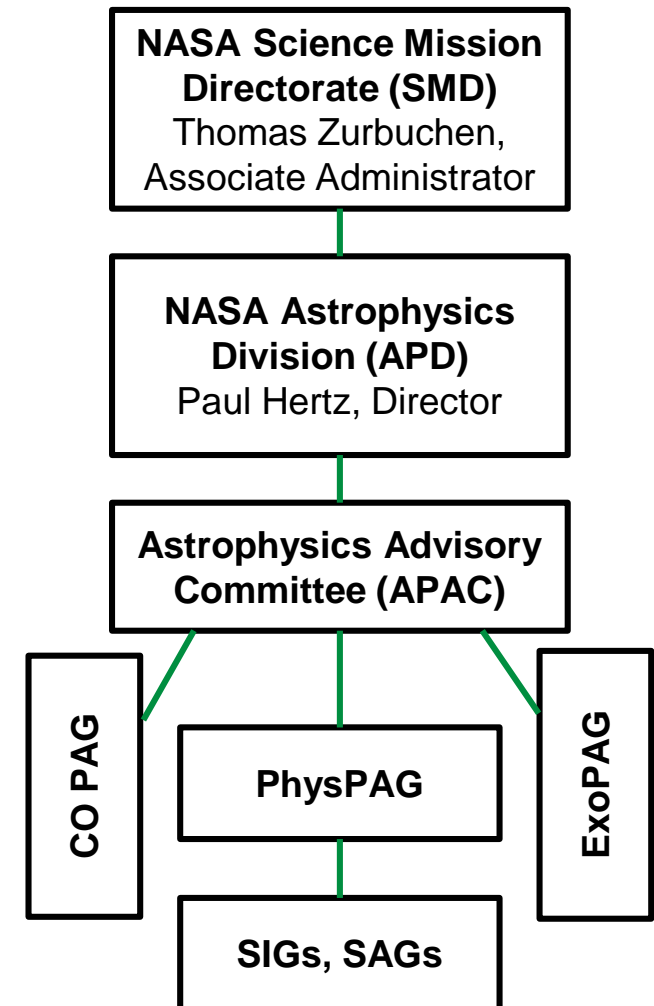 NASA Science Mission
Directorate (SMD)
Thomas Zurbuchen,
Associate Administrator
NASA Astrophysics
Division (APD)
Paul Hertz, Director
Astrophysics Advisory
Committee (APAC)
CO PAG
PhysPAG
ExoPAG
SIGs, SAGs